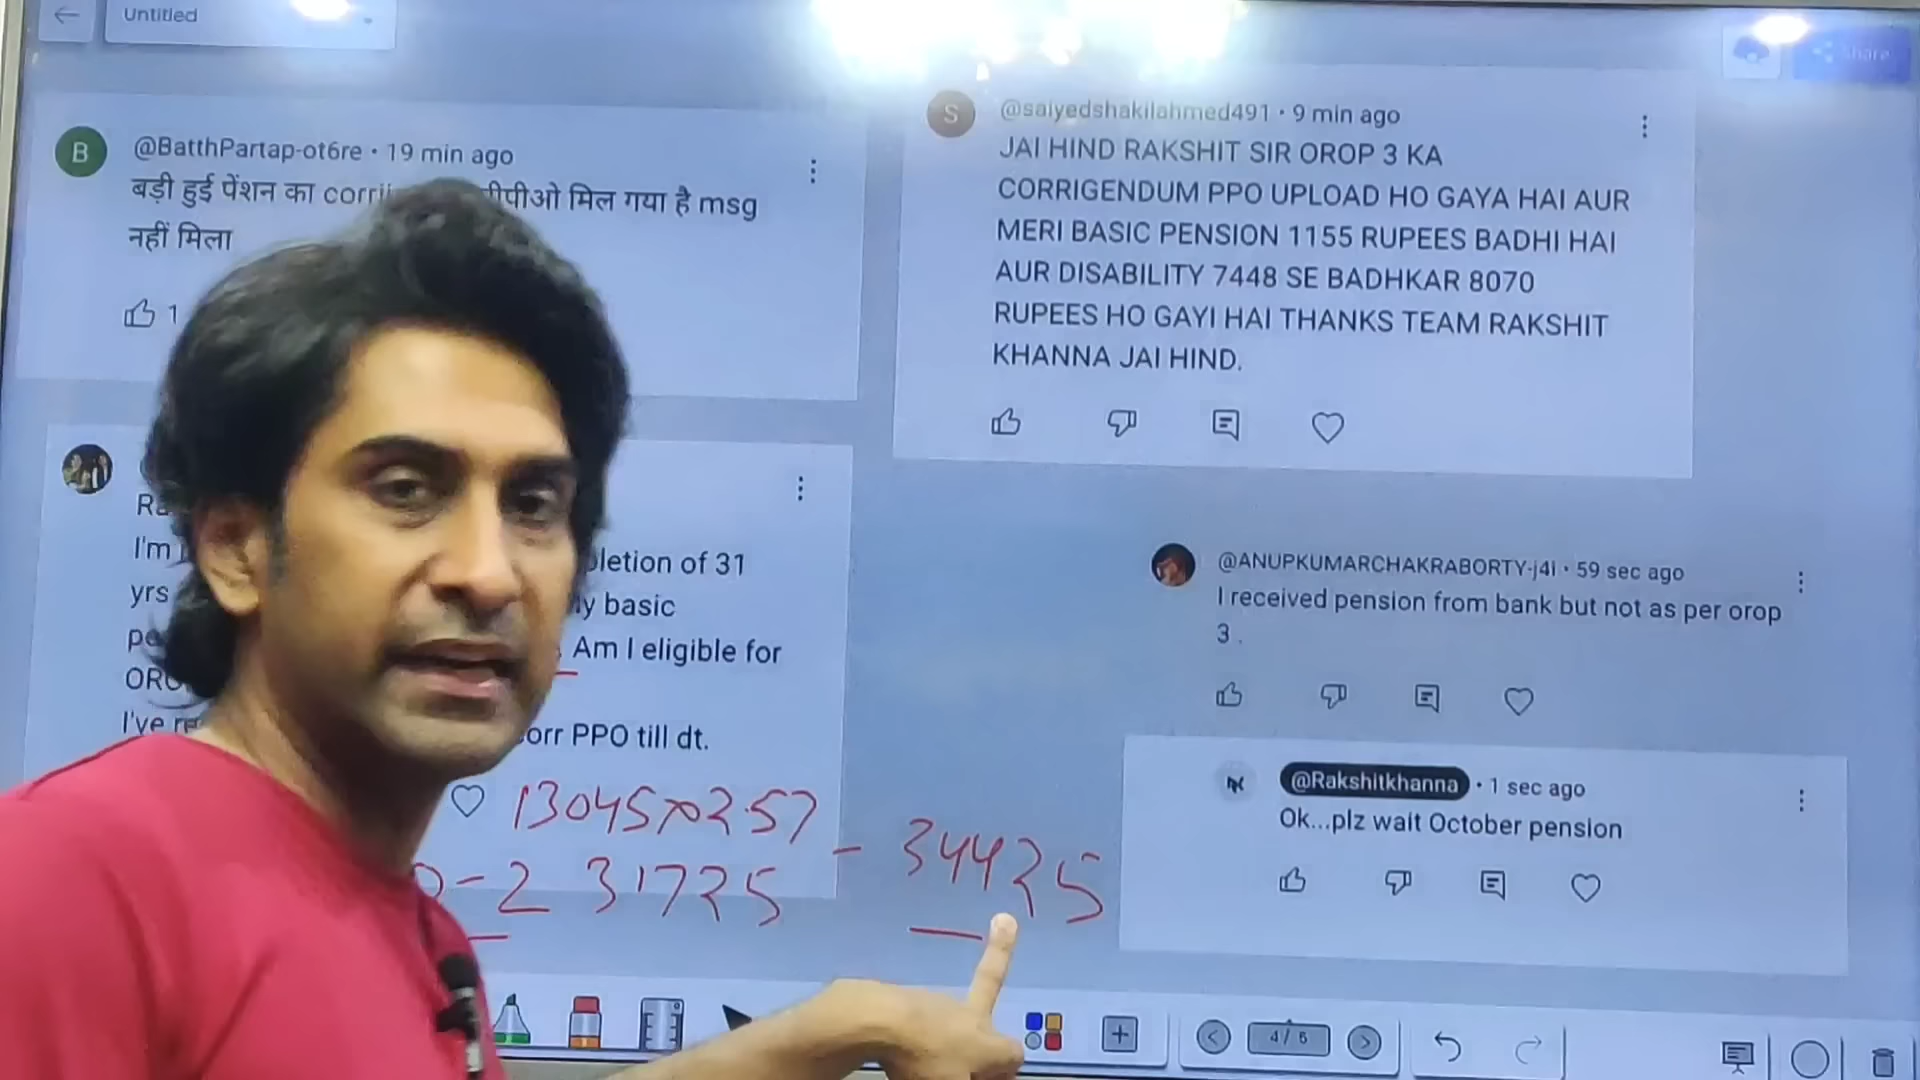 Untitled
Share
B
@BatthPartap-ot6re • 19 min ago
बड़ी हुई पेंशन का मिल गया है msg
नहीं मिला
1
S
@saiyedshakilahmed491 • 9 min ago
JAI HIND RAKSHIT SIR OROP 3 KA
CORRIGENDUM PPO UPLOAD HO GAYA HAI AUR
MERI BASIC PENSION 1155 RUPEES BADHI HAI
AUR DISABILITY 7448 SE BADHKAR 8070
RUPEES HO GAYI HAI THANKS TEAM RAKSHIT
KHANNA JAI HIND.
I'm of 31
yrs basic
Am I eligible for
I've PPO till dt.
13045 x 2.57
- 2 31725 - 34425
@ANUPKUMARCHAKRABORTY-j4i • 59 sec ago
I received pension from bank but not as per orop
3 .
@Rakshitkhanna • 1 sec ago
Ok...plz wait October pension
4 / 6